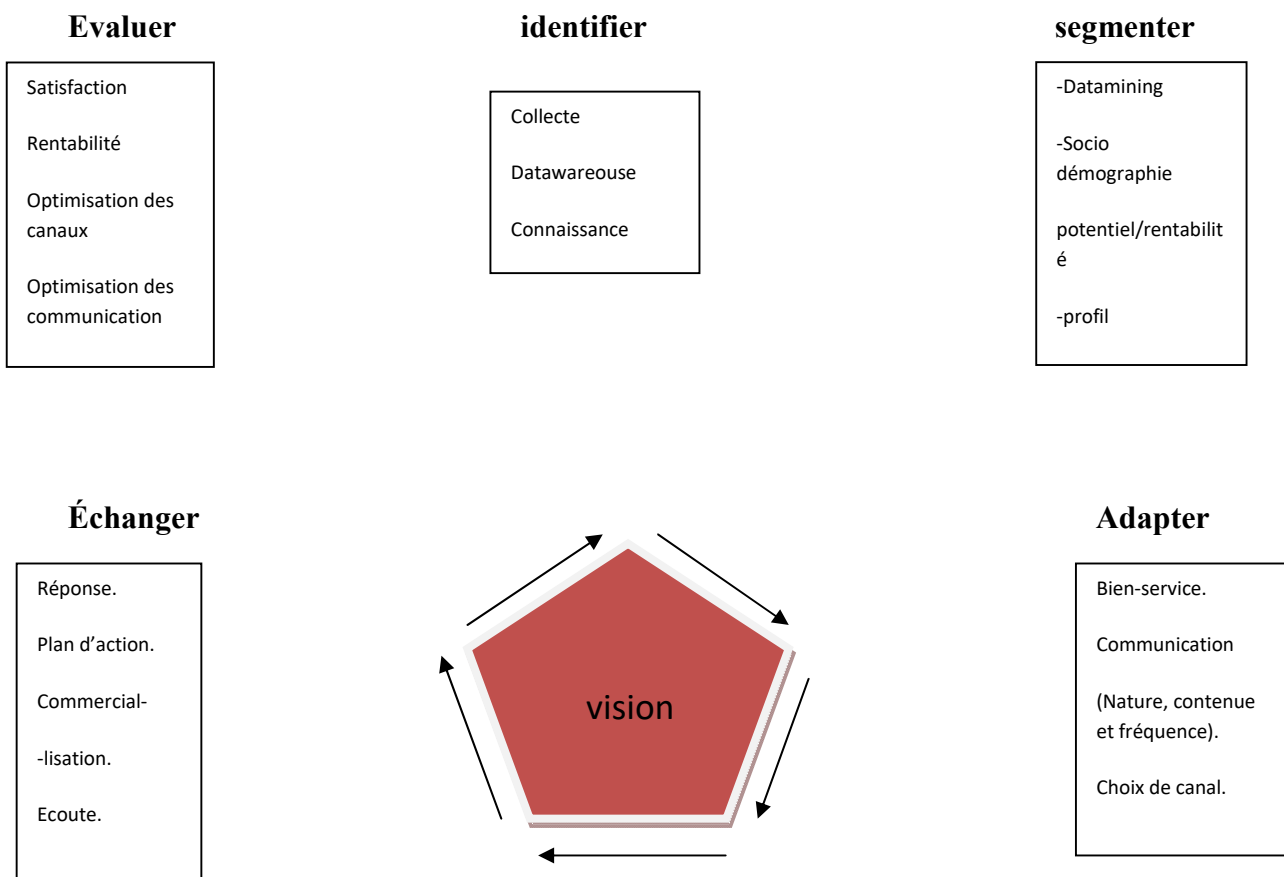 Evaluer
identifier
segmenter
Satisfaction
Rentabilité
Optimisation des
canaux
Optimisation des
communication
Collecte
Datawareouse
Connaissance
-Datamining
-Socio
démographie
potentiel/rentabilit
é
-profil
Échanger
Adapter
Réponse.
Plan d’action.
Commercial-
-lisation.
Ecoute.
vision
Bien-service.
Communication
(Nature, contenue
et fréquence).
Choix de canal.